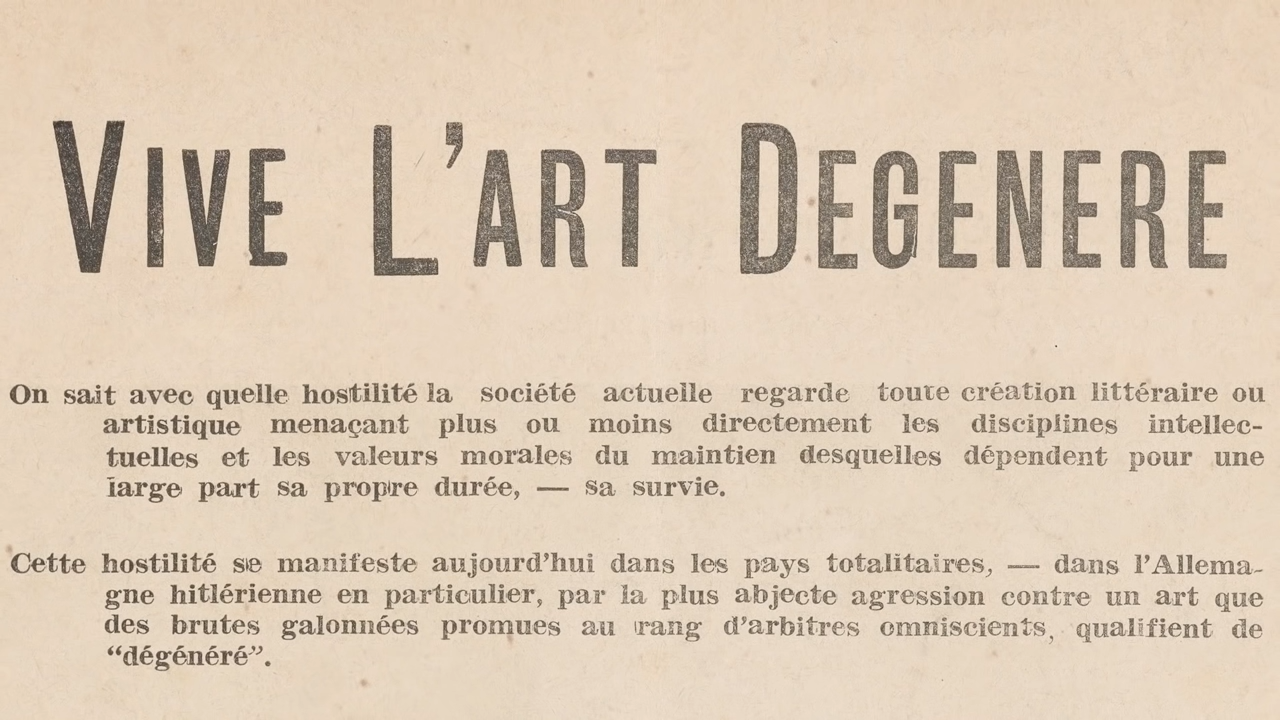 VIVE L’ART DEGENERE
On sait avec quelle hostilité la société actuelle regarde toute création littéraire ou
artistique menaçant plus ou moins directement les disciplines intellec-
tuelles et les valeurs morales du maintien desquelles dépendent pour une
large part sa propre durée, — sa survie.
Cette hostilité se manifeste aujourd’hui dans les pays totalitaires, — dans l’Allema-
gne hitlérienne en particulier, par la plus abjecte agression contre un art que
des brutes galonnées promues au rang d’arbitres omniscients, qualifient de
“dégénéré”.